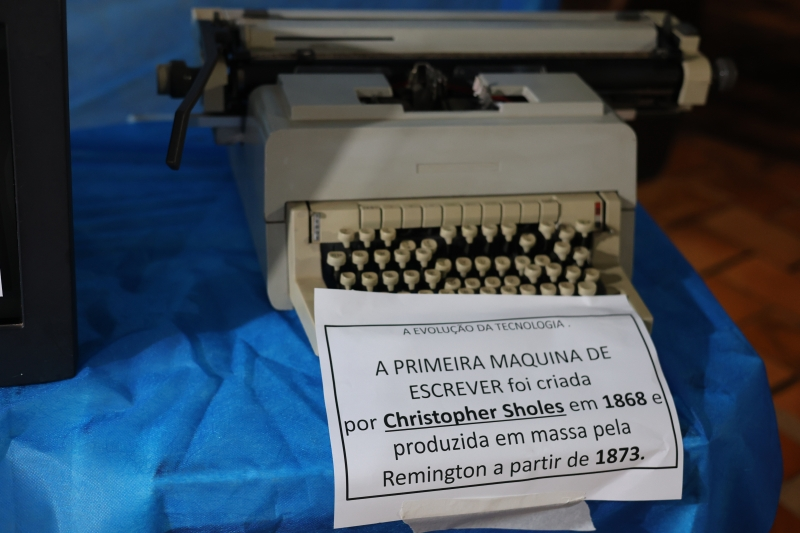 A EVOLUÇÃO DA TECNOLOGIA .
A PRIMEIRA MAQUINA DE
ESCREVER foi criada
por Christopher Sholes em 1868 e
produzida em massa pela
Remington a partir de 1873.